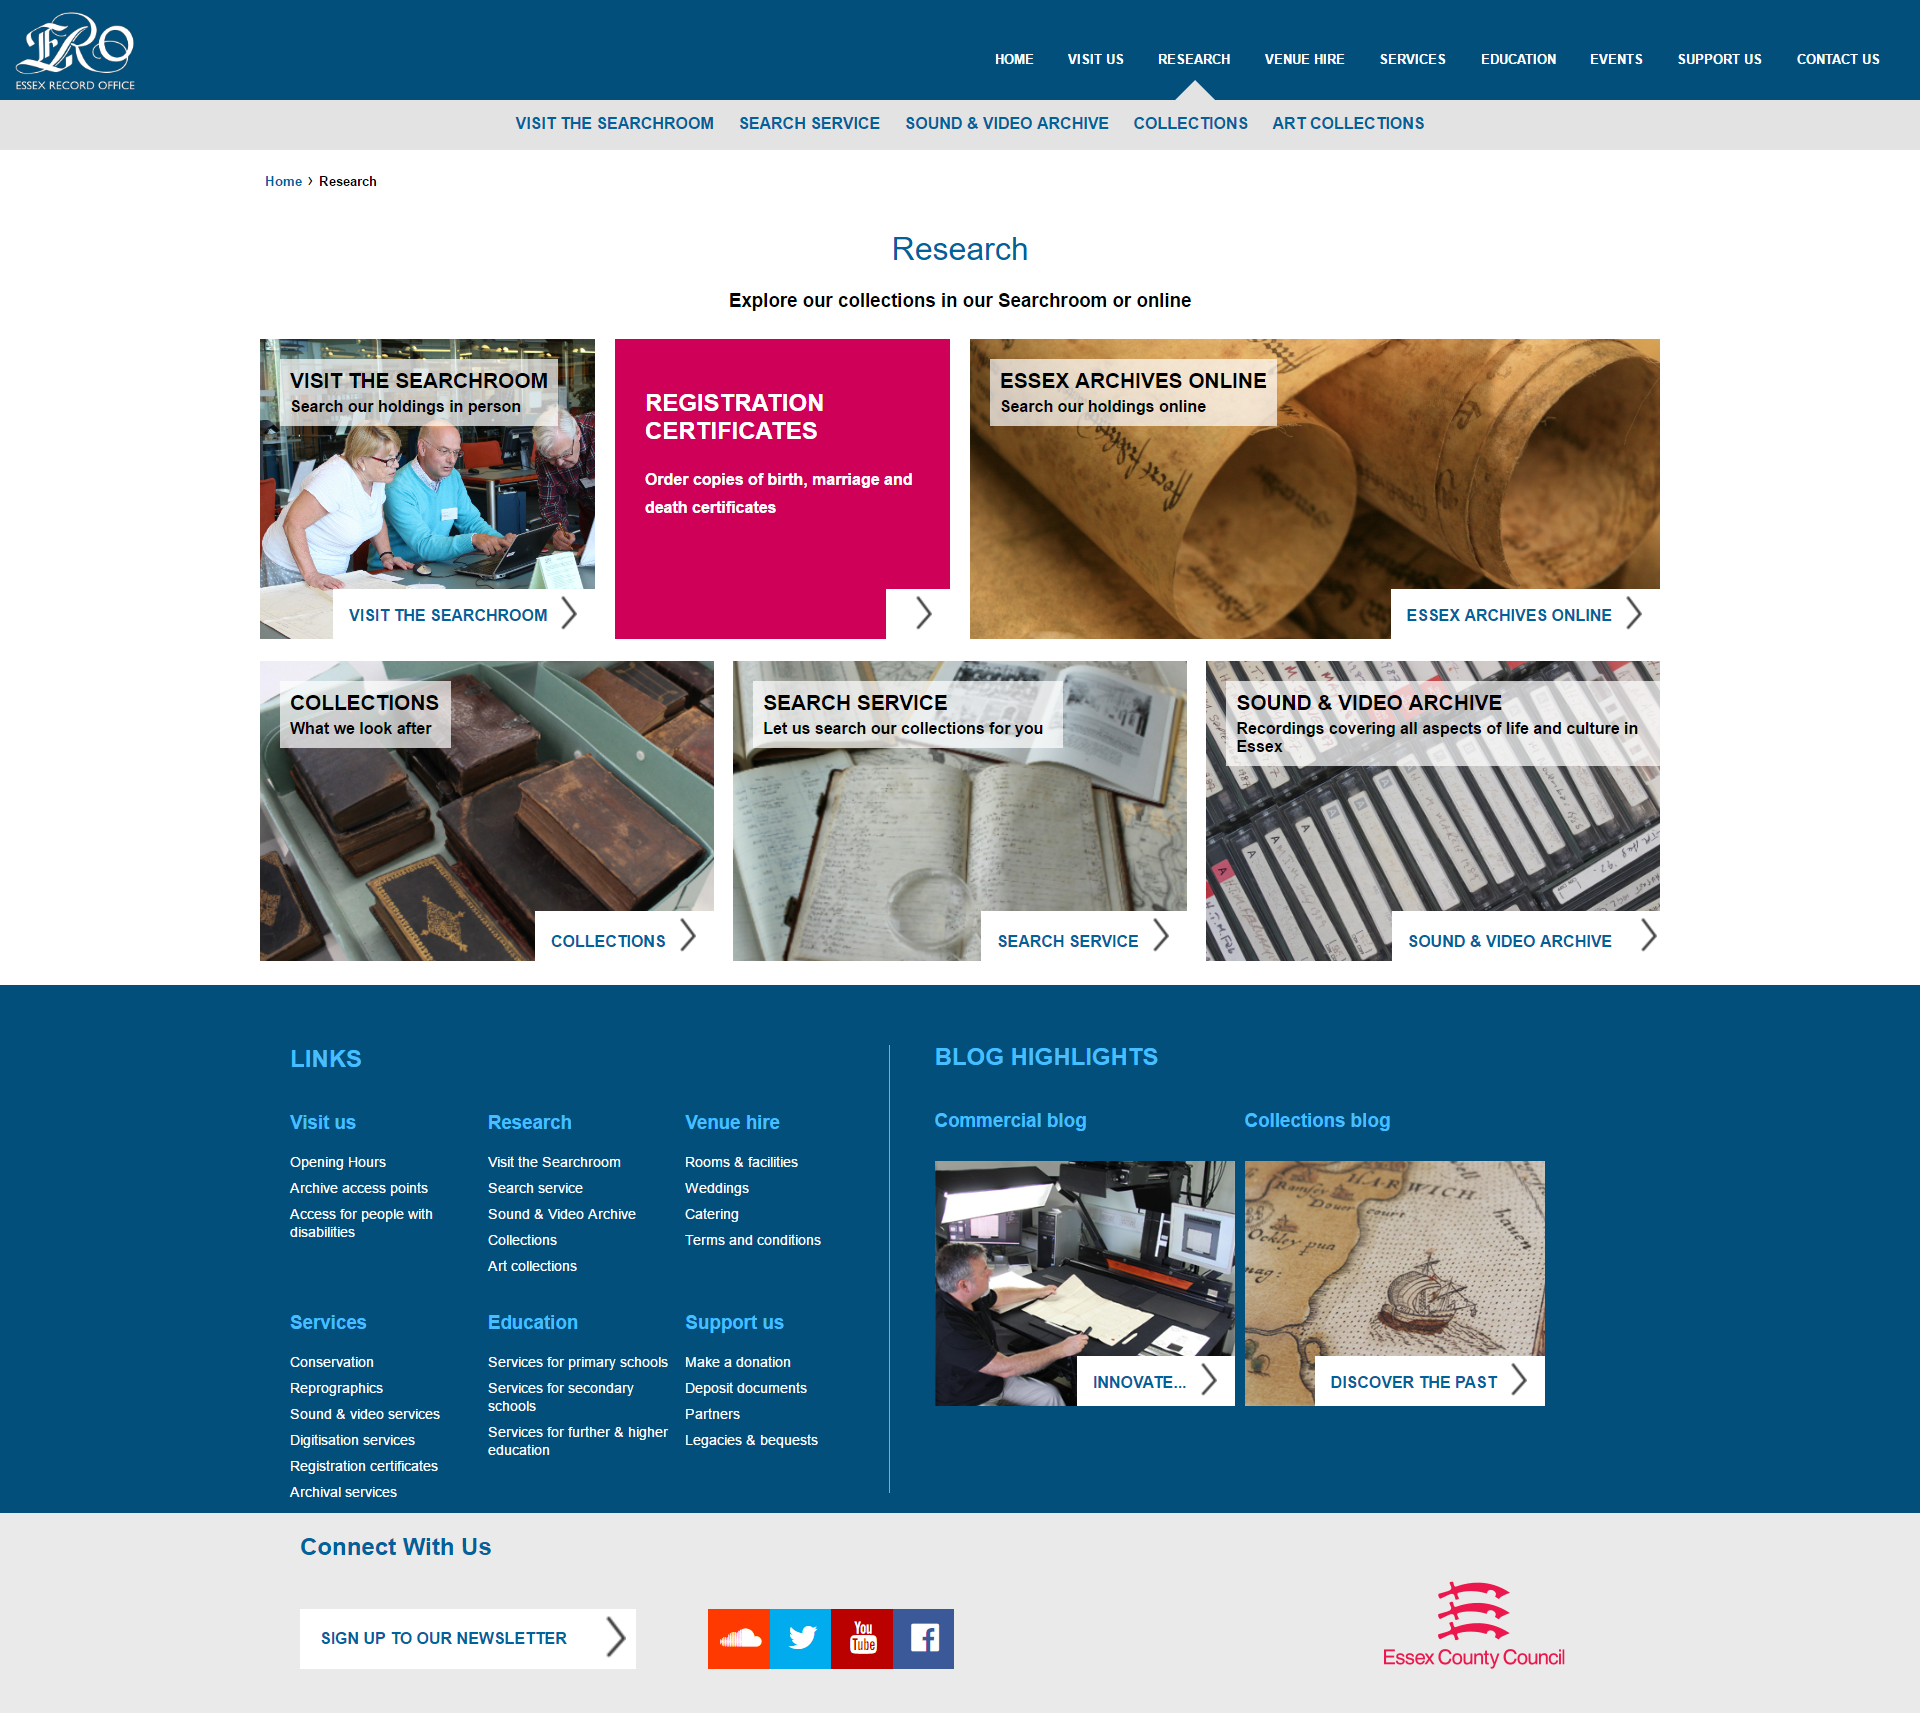 ERO
ESSEX RECORD OFFICE
HOME VISIT US RESEARCH VENUE HIRE SERVICES EDUCATION EVENTS SUPPORT US CONTACT US
VISIT THE SEARCHROOM SEARCH SERVICE SOUND & VIDEO ARCHIVE COLLECTIONS ART COLLECTIONS
Home › Research
Research
Explore our collections in our Searchroom or online
VISIT THE SEARCHROOM
Search our holdings in person
VISIT THE SEARCHROOM
REGISTRATION
CERTIFICATES
Order copies of birth, marriage and
death certificates
ESSEX ARCHIVES ONLINE
Search our holdings online
ESSEX ARCHIVES ONLINE
COLLECTIONS
What we look after
COLLECTIONS
SEARCH SERVICE
Let us search our collections for you
SEARCH SERVICE
SOUND & VIDEO ARCHIVE
Recordings covering all aspects of life and culture in
Essex
SOUND & VIDEO ARCHIVE
LINKS
Visit us
Opening Hours
Archive access points
Access for people with
disabilities
Research
Visit the Searchroom
Search service
Sound & Video Archive
Collections
Art collections
Venue hire
Rooms & facilities
Weddings
Catering
Terms and conditions
Services
Conservation
Reprographics
Sound & video services
Digitisation services
Registration certificates
Archival services
Education
Services for primary schools
Services for secondary
schools
Services for further & higher
education
Support us
Make a donation
Deposit documents
Partners
Legacies & bequests
BLOG HIGHLIGHTS
Commercial blog
INNOVATE...
Collections blog
HARWICH
Ramsey
Douer court
Ockley pua
hauen
DISCOVER THE PAST
Connect With Us
SIGN UP TO OUR NEWSLETTER
You
Tube
Essex County Council